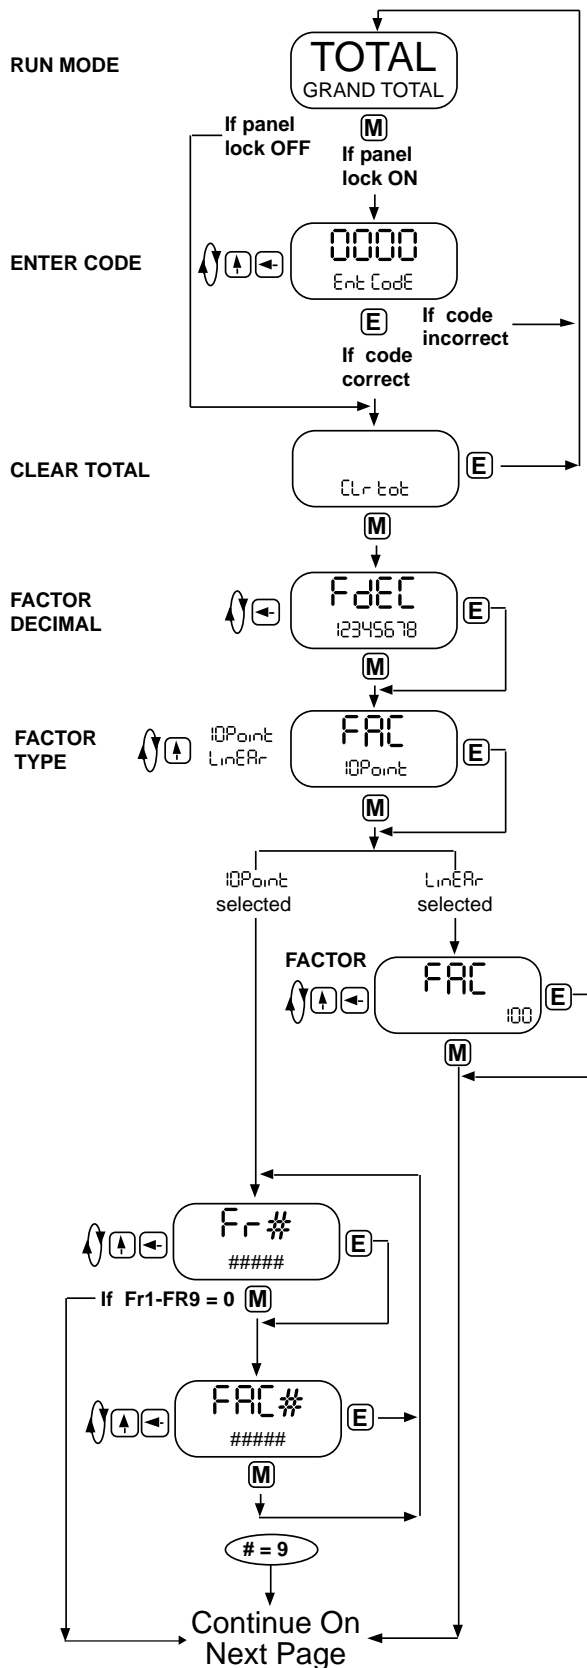 RUN MODE
TOTAL
GRAND TOTAL
If panel
lock OFF
M
If panel
lock ON
ENTER CODE
0000
Ent CodE
E
If code
incorrect
If code
correct
CLEAR TOTAL
CLr tot
E
M
FACTOR
DECIMAL
FdEC
12345678
E
M
FACTOR
TYPE
10Point
LinEAr
FAC
10Point
E
M
10Point
selected
LinEAr
selected
FACTOR
FAC
100
E
M
Fr#
#####
E
If Fr1-FR9 = 0 M
FAC#
#####
E
M
# = 9
Continue On
Next Page